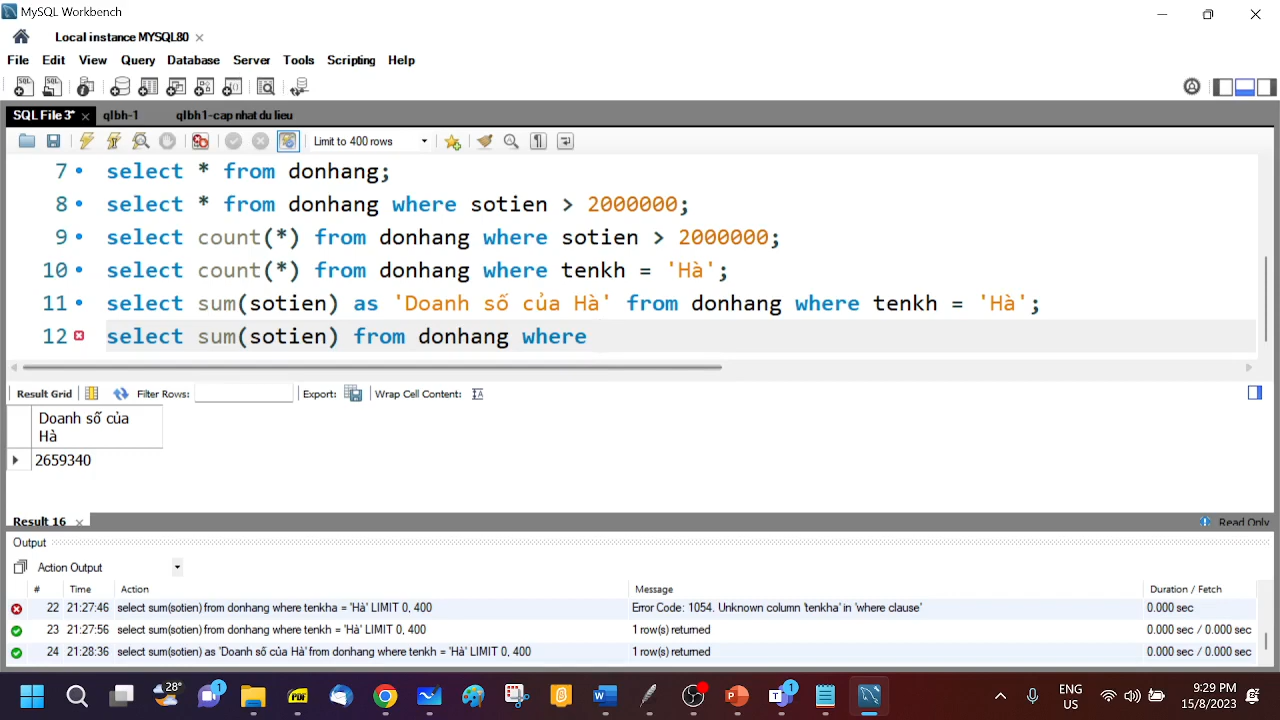 MySQL Workbench
Local instance MYSQL80
File Edit View Query Database Server Tools Scripting Help
SQL File 3* qlbh-1 qlbh1-cap nhat du lieu
Limit to 400 rows
7 select * from donhang;
8 select * from donhang where sotien > 2000000;
9 select count(*) from donhang where sotien > 2000000;
10 select count(*) from donhang where tenkh = 'Hà';
11 select sum(sotien) as 'Doanh số của Hà' from donhang where tenkh = 'Hà';
12 select sum(sotien) from donhang where
Result Grid Filter Rows: Export: Wrap Cell Content:
Doanh số của
Hà
2659340
Result 16 Read Only
Output
Action Output
# Time Action Message Duration / Fetch
22 21:27:46 select sum(sotien) from donhang where tenkha = 'Hà' LIMIT 0, 400 Error Code: 1054. Unknown column 'tenkha' in 'where clause' 0.000 sec
23 21:27:56 select sum(sotien) from donhang where tenkh = 'Hà' LIMIT 0, 400 1 row(s) returned 0.000 sec / 0.000 sec
24 21:28:36 select sum(sotien) as 'Doanh số của Hà' from donhang where tenkh = 'Hà' LIMIT 0, 400 1 row(s) returned 0.000 sec / 0.000 sec
28° 1 PDF W P T 1 ENG 9:29 PM
US 15/8/2023